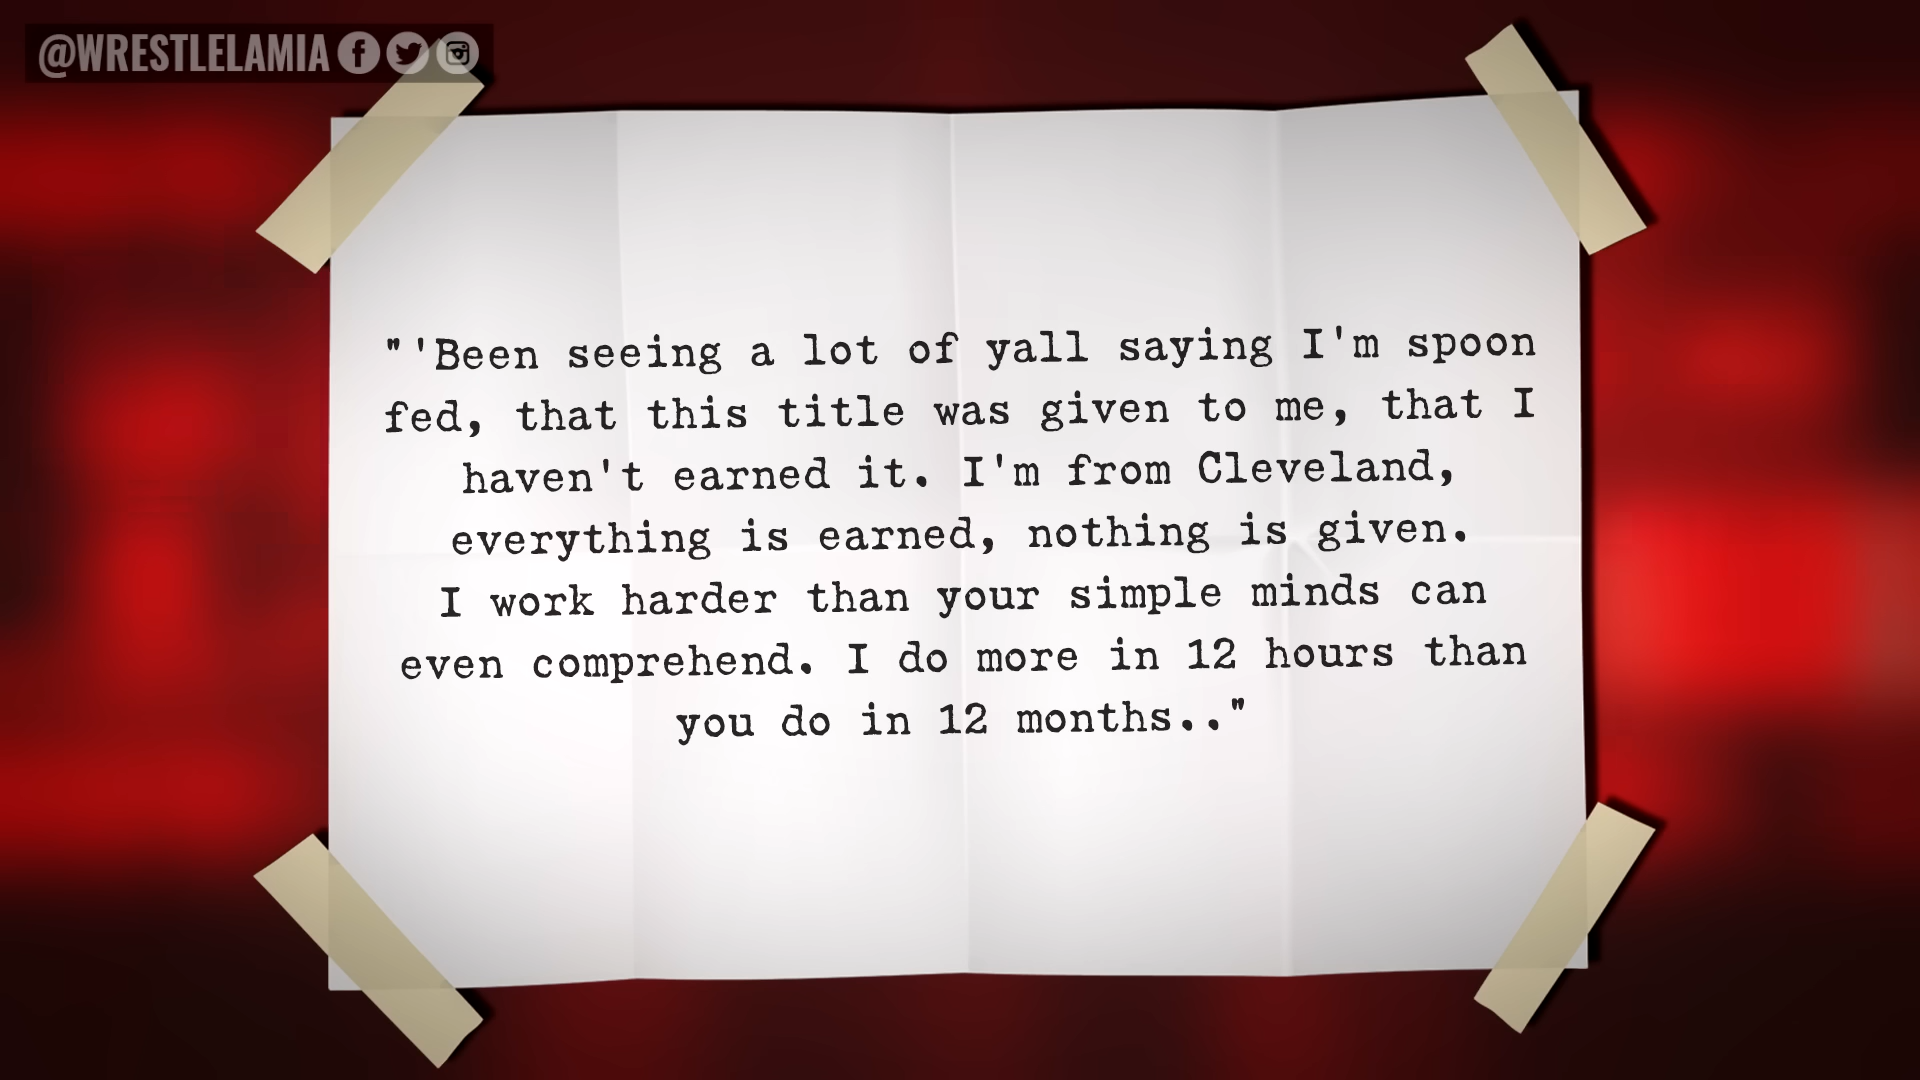 @WRESTLELAMIA
"'Been seeing a lot of yall saying I'm spoon
fed, that this title was given to me, that I
haven't earned it. I'm from Cleveland,
everything is earned, nothing is given.
I work harder than your simple minds can
even comprehend. I do more in 12 hours than
you do in 12 months.."